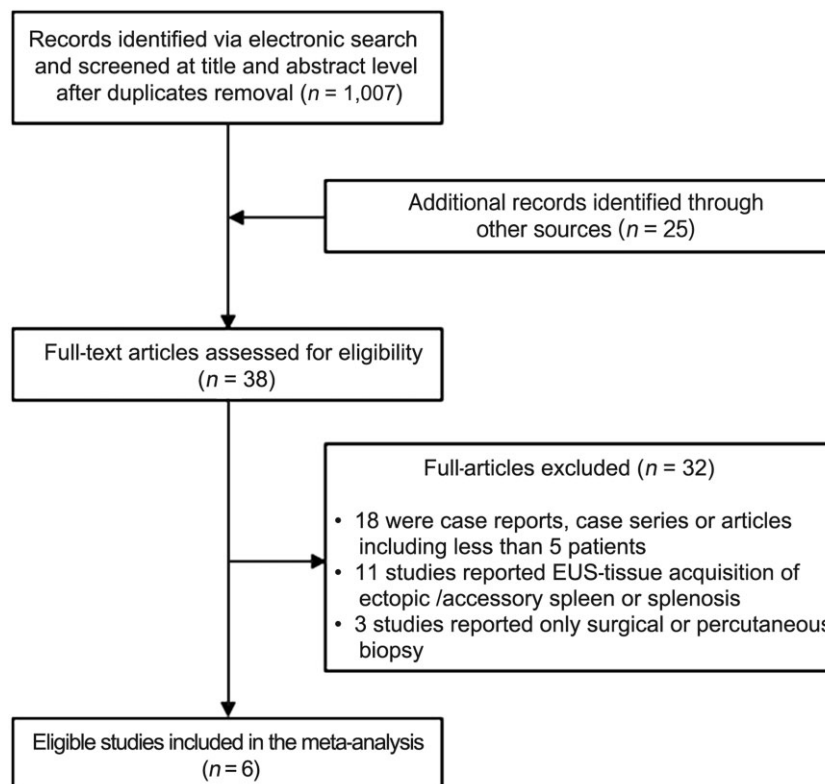 Records identified via electronic search
and screened at title and abstract level
after duplicates removal (n = 1,007)
Additional records identified through
other sources (n = 25)
Full-text articles assessed for eligibility
(n = 38)
Full-articles excluded (n = 32)
• 18 were case reports, case series or articles
including less than 5 patients
• 11 studies reported EUS-tissue acquisition of
ectopic /accessory spleen or splenosis
• 3 studies reported only surgical or percutaneous
biopsy
Eligible studies included in the meta-analysis
(n = 6)